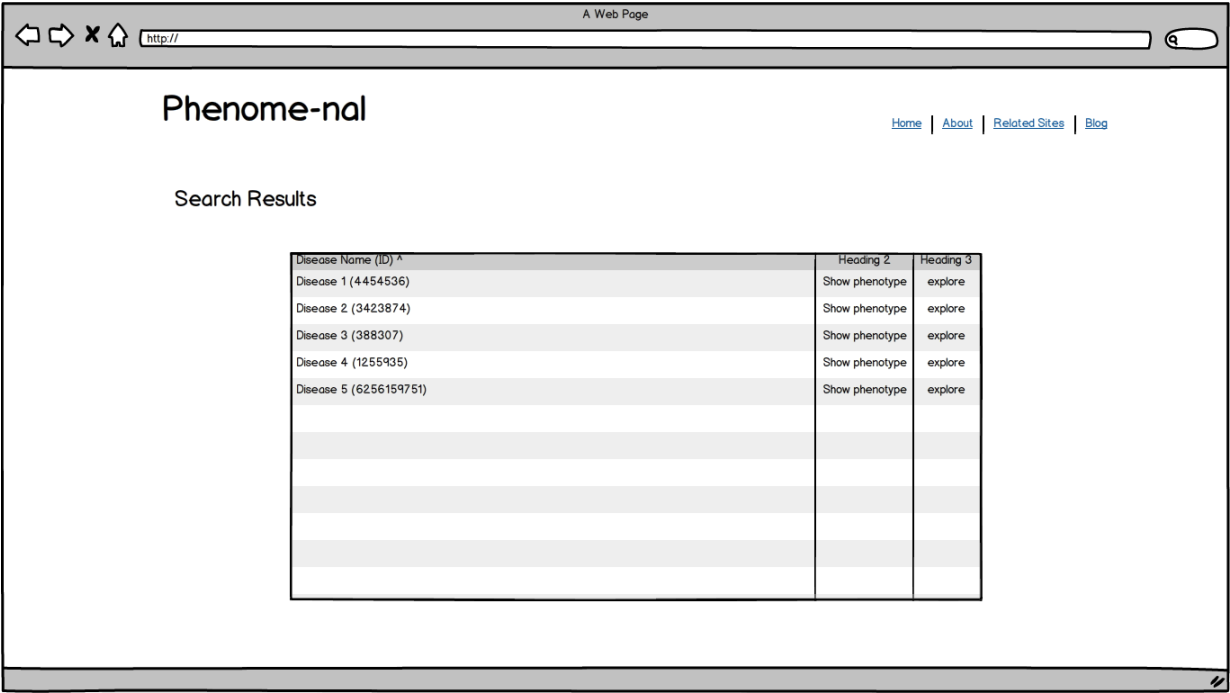 A Web Page
http://
Phenome-nal
Home | About | Related Sites | Blog
Search Results
Disease Name (ID) ^ Heading 2 Heading 3
Disease 1 (4454536) Show phenotype explore
Disease 2 (3423874) Show phenotype explore
Disease 3 (388307) Show phenotype explore
Disease 4 (1255935) Show phenotype explore
Disease 5 (6256159751) Show phenotype explore